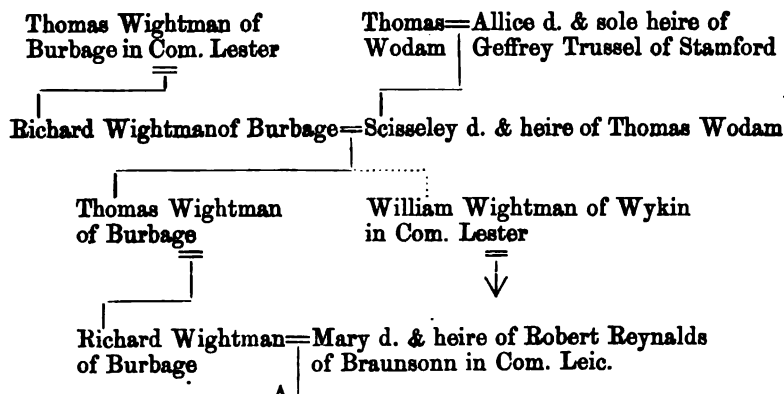 Thomas Wightman of
Burbage in Com. Lester
Thomas=Allice d. & sole heire of
Wodam Geffrey Trussel of Stamford
Richard Wightmanof Burbage=Scisseley d. & heire of Thomas Wodam
Thomas Wightman
of Burbage
William Wightman of Wykin
in Com. Lester
Richard Wightman=Mary d. & heire of Robert Reynalds
of Burbage of Braunsonn in Com. Leic.